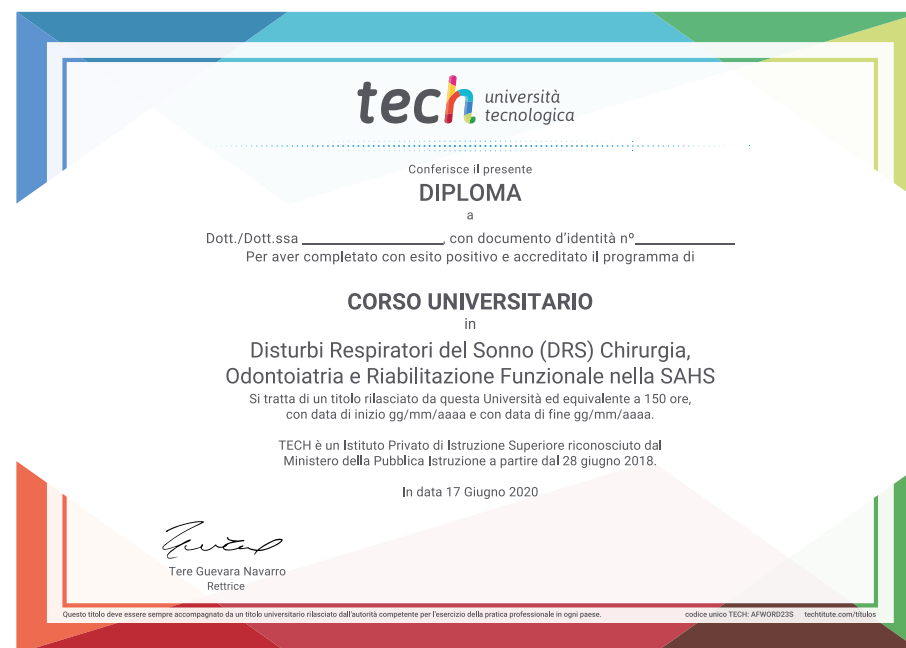 tech università
tecnologica
Conferisce il presente
DIPLOMA
a
Dott./Dott.ssa ___________________, con documento d'identità nº______________
Per aver completato con esito positivo e accreditato il programma di
CORSO UNIVERSITARIO
in
Disturbi Respiratori del Sonno (DRS) Chirurgia,
Odontoiatria e Riabilitazione Funzionale nella SAHS
Si tratta di un titolo rilasciato da questa Università ed equivalente a 150 ore,
con data di inizio gg/mm/aaaa e con data di fine gg/mm/aaaa.
TECH è un Istituto Privato di Istruzione Superiore riconosciuto dal
Ministero della Pubblica Istruzione a partire dal 28 giugno 2018.
In data 17 Giugno 2020
Tere Guevara Navarro
Rettrice
Questo titolo deve essere sempre accompagnato da un titolo universitario rilasciato dall'autorità competente per l'esercizio della pratica professionale in ogni paese. codice unico TECH: AFWORD23S techtitute.com/titulos